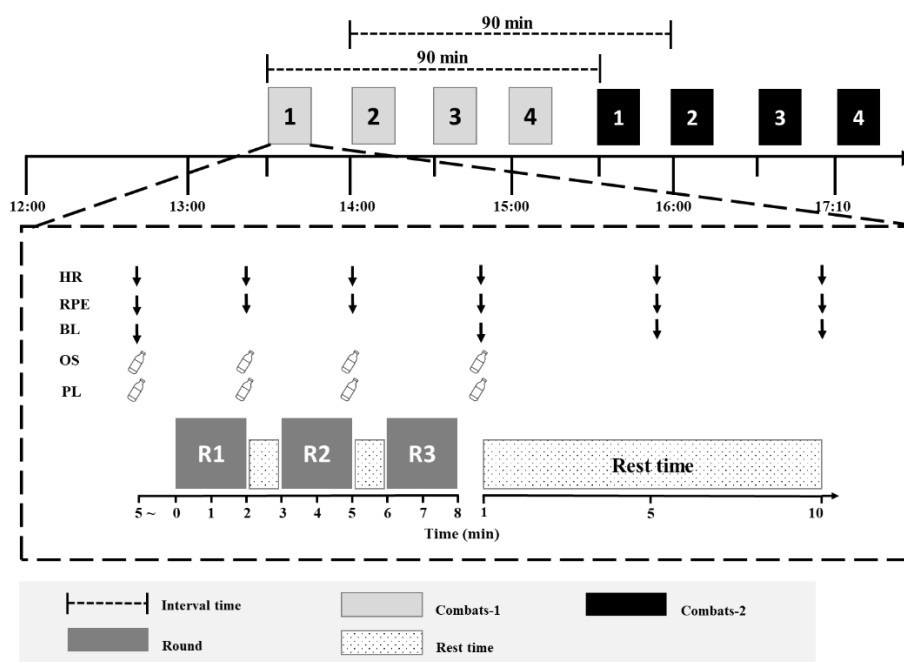 90 min
90 min
1 2 3 4 1 2 3 4
12:00 13:00 14:00 15:00 16:00 17:10
HR
RPE
BL
OS
PL
R1 R2 R3 Rest time
5 ~ 0 1 2 3 4 5 6 7 8 1 5 10
Time (min)
Interval time Combats-1 Combats-2
Round Rest time